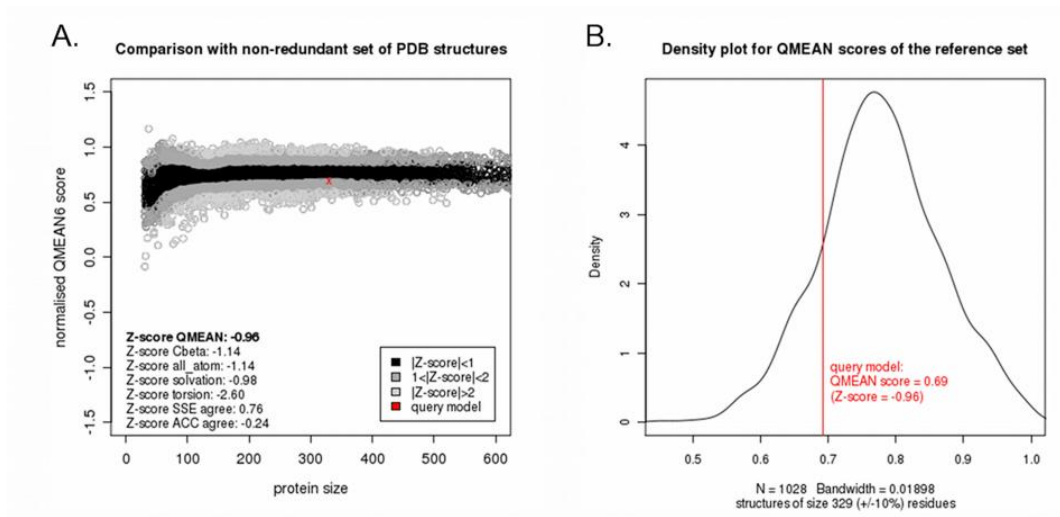 A.
Comparison with non-redundant set of PDB structures
normalised QMEAN6 score
1.5
1.0
0.5
0.0
-0.5
-1.0
-1.5
Z-score QMEAN: -0.96
Z-score Cbeta: -1.14
Z-score all_atom: -1.14
Z-score solvation: -0.98
Z-score torsion: -2.60
Z-score SSE agree: 0.76
Z-score ACC agree: -0.24
|Z-score|<1
1<|Z-score|<2
|Z-score|>2
query model
x
0 100 200 300 400 500 600
protein size
B.
Density plot for QMEAN scores of the reference set
Density
4
3
2
1
0
query model:
QMEAN score = 0.69
(Z-score = -0.96)
0.5 0.6 0.7 0.8 0.9 1.0
N = 1028 Bandwidth = 0.01898
structures of size 329 (+/-10%) residues